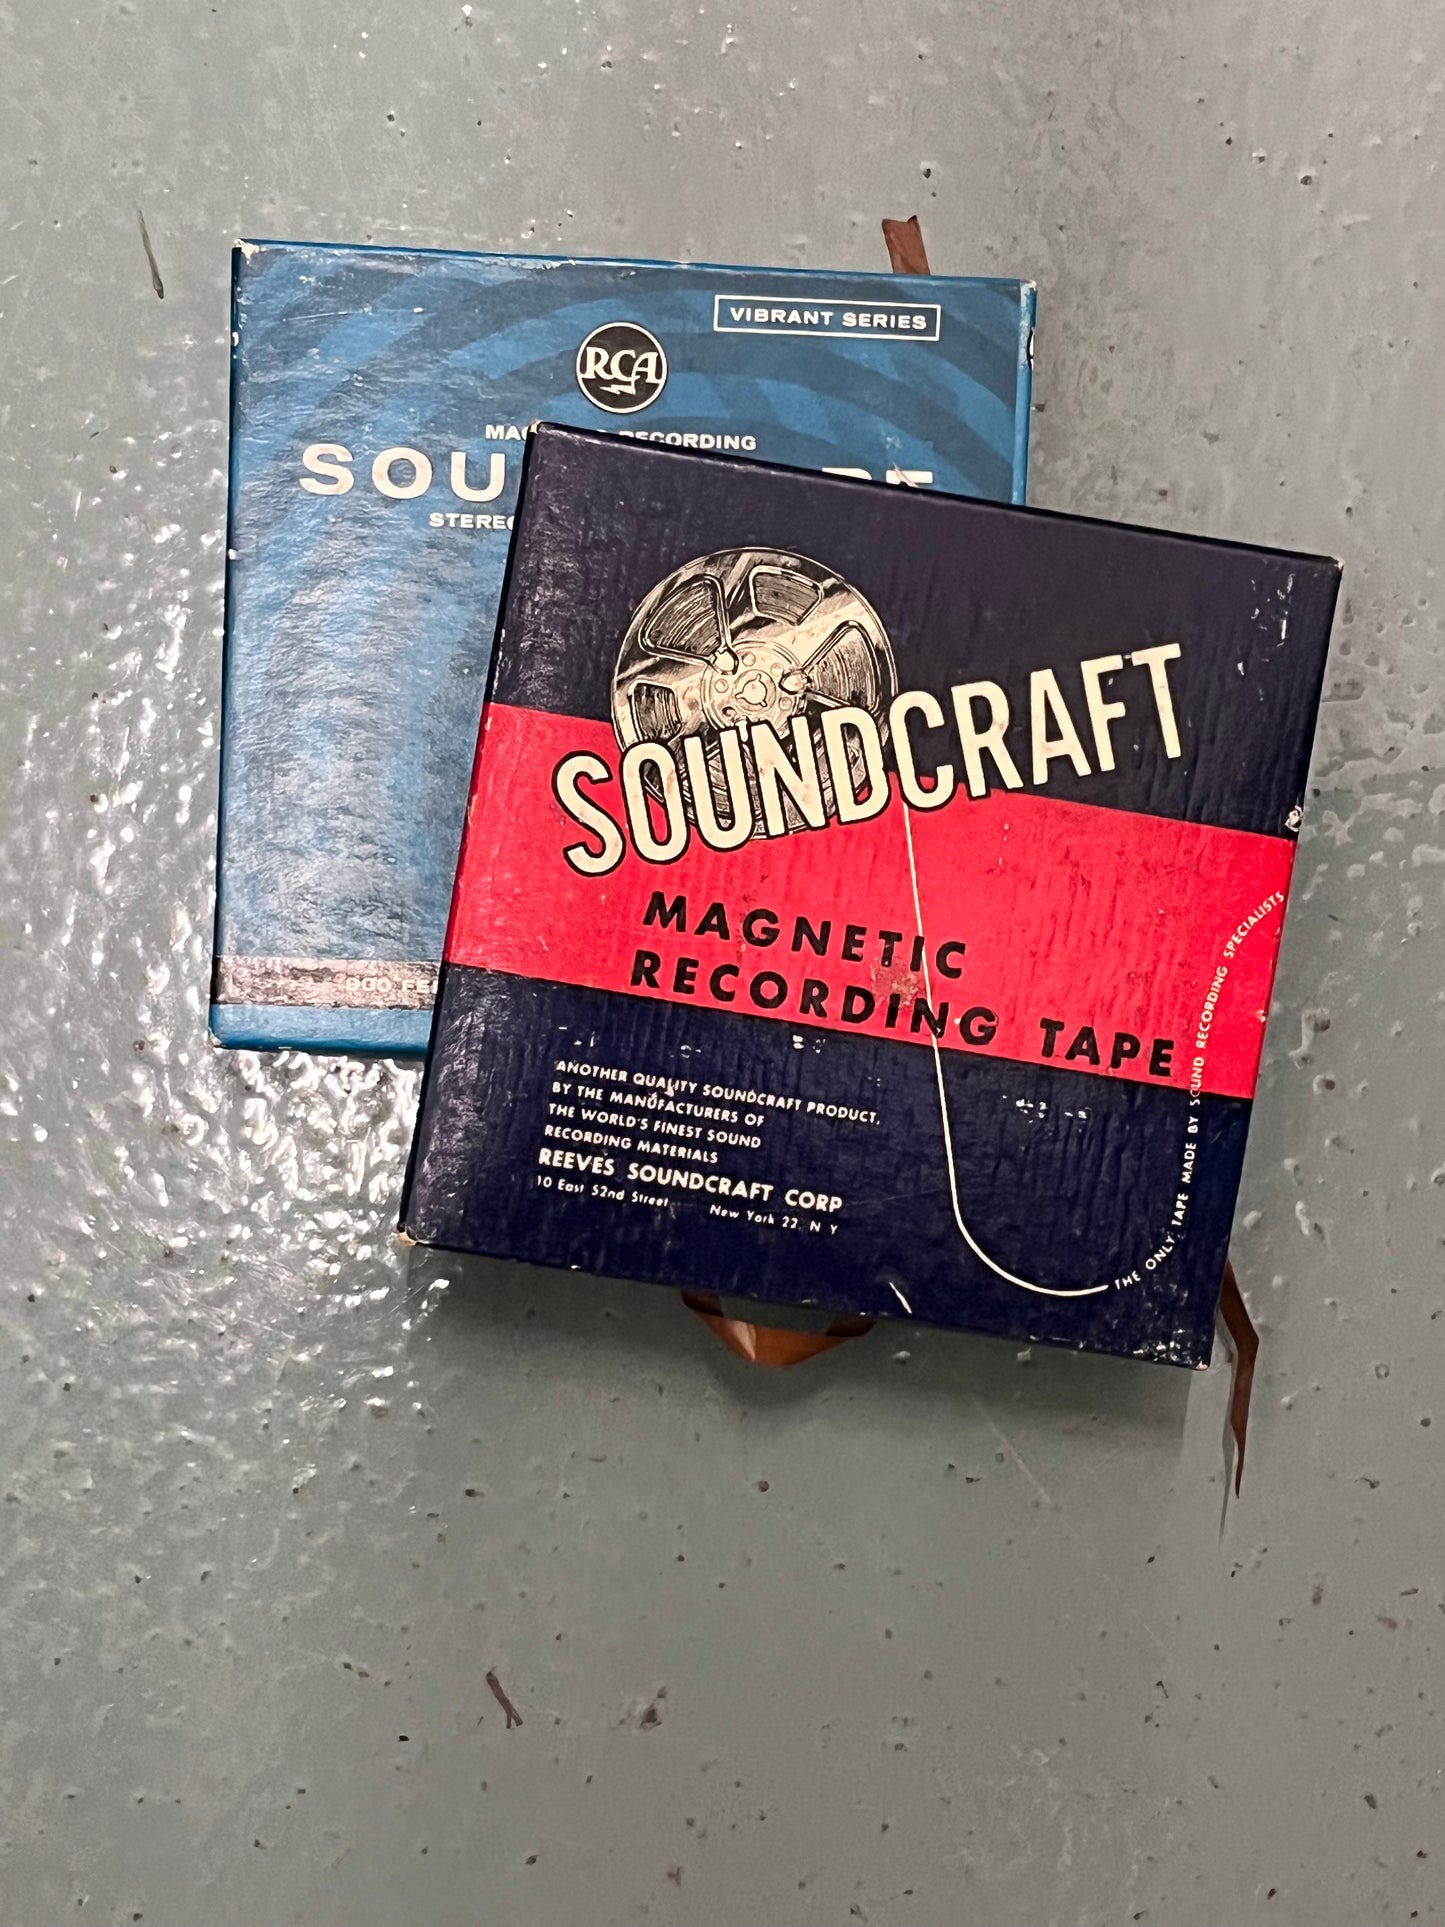 VIBRANT SERIES
RCA
RECORDING
STEREO
SOUNDCRAFT
MAGNETIC
RECORDING TAPE
ANOTHER QUALITY SOUNDCRAFT PRODUCT,
BY THE MANUFACTURERS OF
THE WORLD'S FINEST SOUND
RECORDING MATERIALS
REEVES SOUNDCRAFT CORP
10 East 52nd Street New York 22, N Y
THE ONLY TAPE MADE BY SOUND RECORDING SPECIALISTS